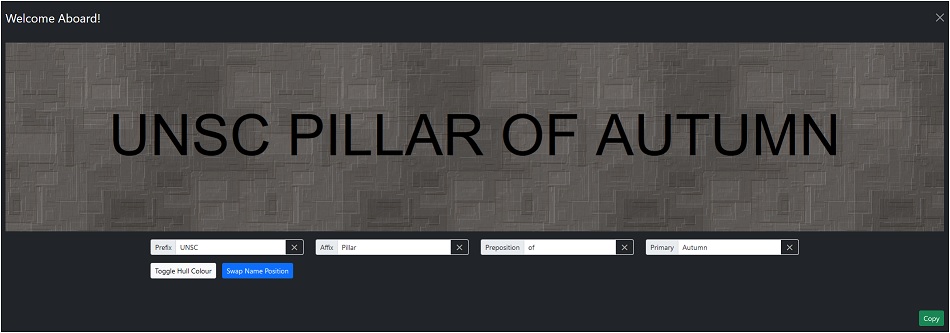 Welcome Aboard!
UNSC PILLAR OF AUTUMN
Prefix UNSC Affix Pillar Preposition of Primary Autumn
Toggle Hull Colour Swap Name Position
Copy